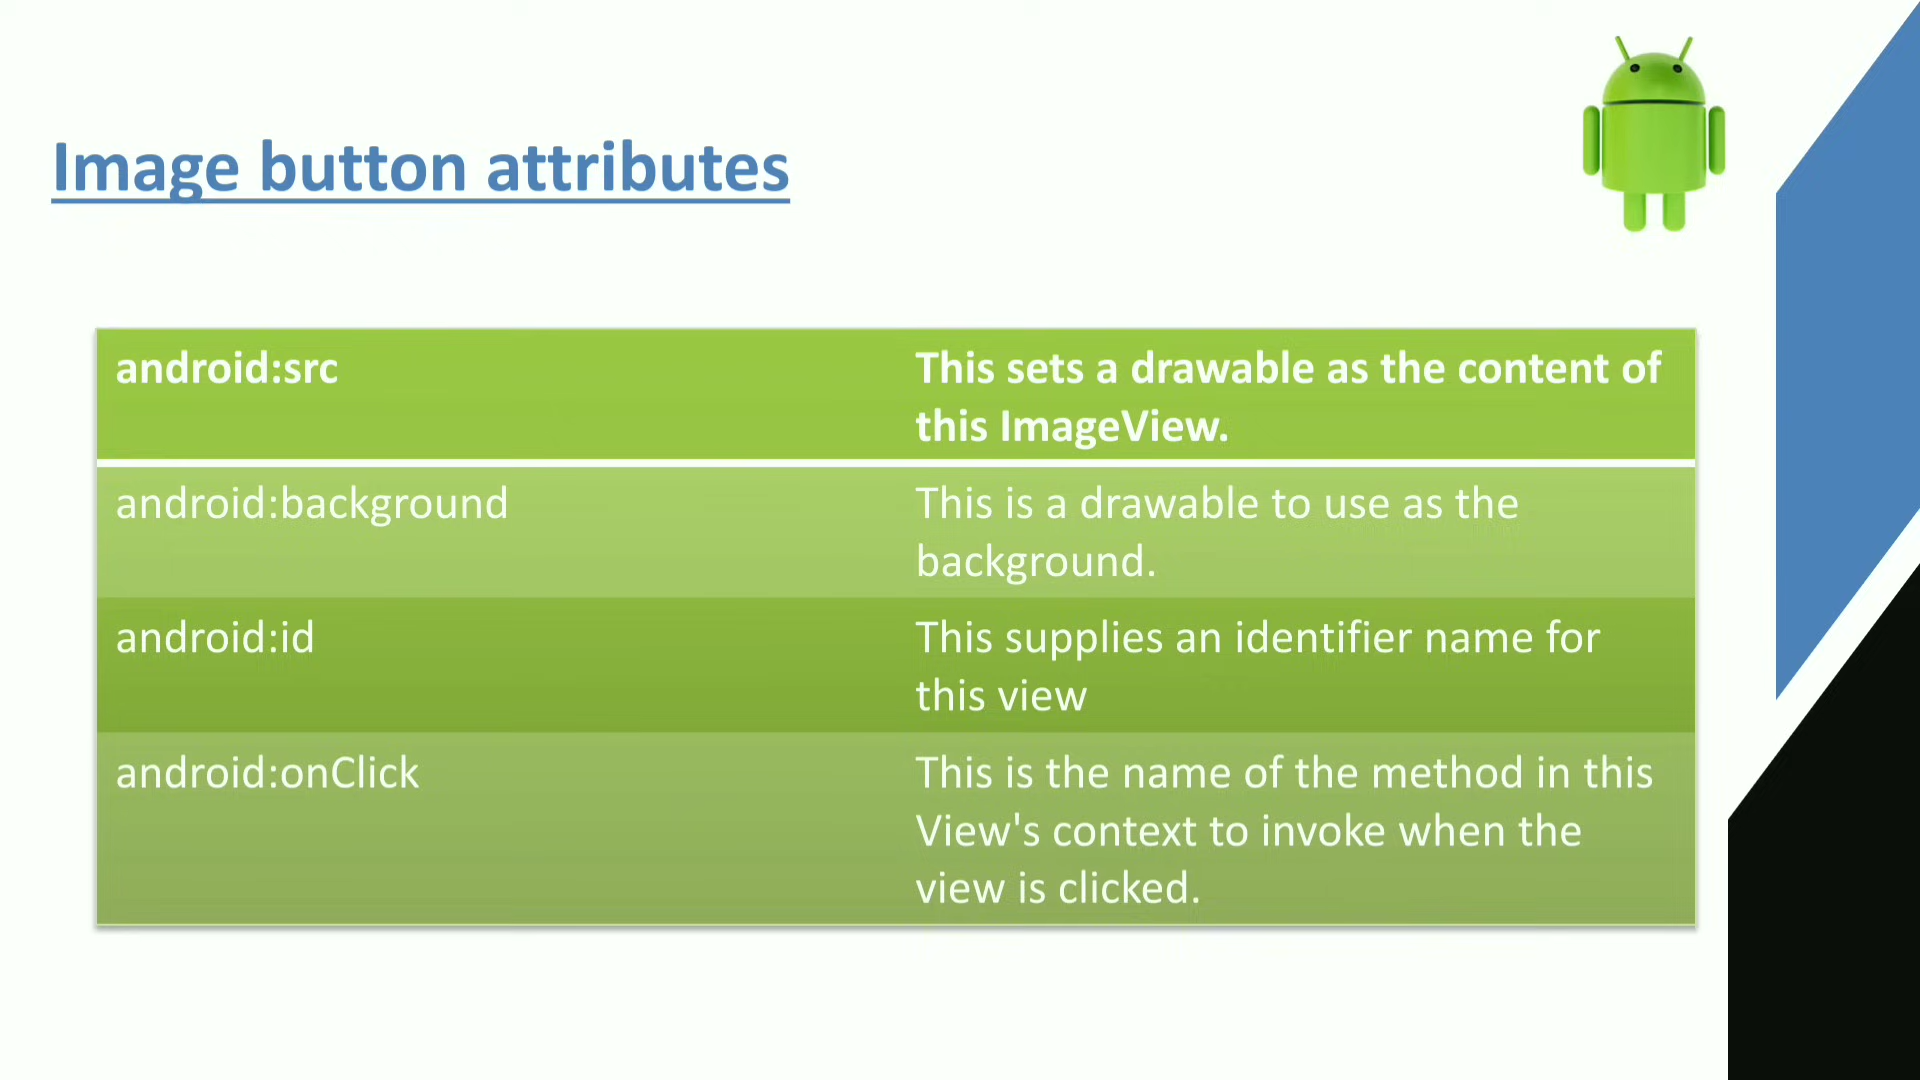 Image button attributes
android:src
This sets a drawable as the content of
this ImageView.
android:background
This is a drawable to use as the
background.
android:id
This supplies an identifier name for
this view
android:onClick
This is the name of the method in this
View's context to invoke when the
view is clicked.